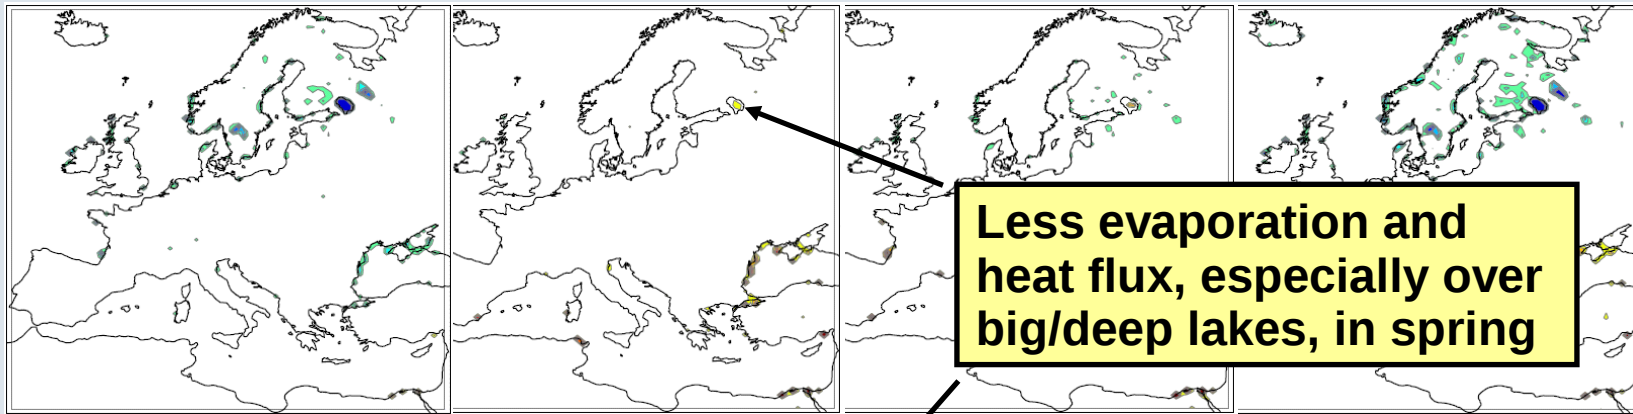 Less evaporation and
heat flux, especially over
big/deep lakes, in spring